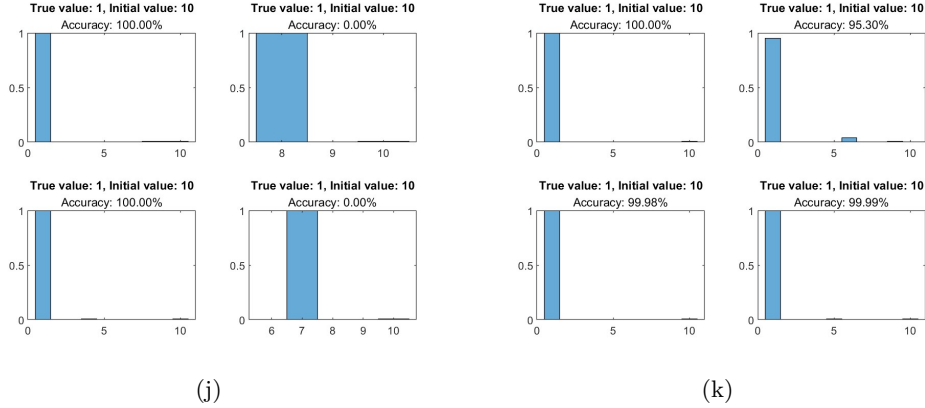 True value: 1, Initial value: 10
Accuracy: 100.00%
1
0.5
0
0 5 10
True value: 1, Initial value: 10
Accuracy: 0.00%
1
0.5
0
8 9 10
True value: 1, Initial value: 10
Accuracy: 100.00%
1
0.5
0
0 5 10
True value: 1, Initial value: 10
Accuracy: 0.00%
1
0.5
0
6 7 8 9 10
(j)
True value: 1, Initial value: 10
Accuracy: 100.00%
1
0.5
0
0 5 10
True value: 1, Initial value: 10
Accuracy: 95.30%
1
0.5
0
0 5 10
True value: 1, Initial value: 10
Accuracy: 99.98%
1
0.5
0
0 5 10
True value: 1, Initial value: 10
Accuracy: 99.99%
1
0.5
0
0 5 10
(k)